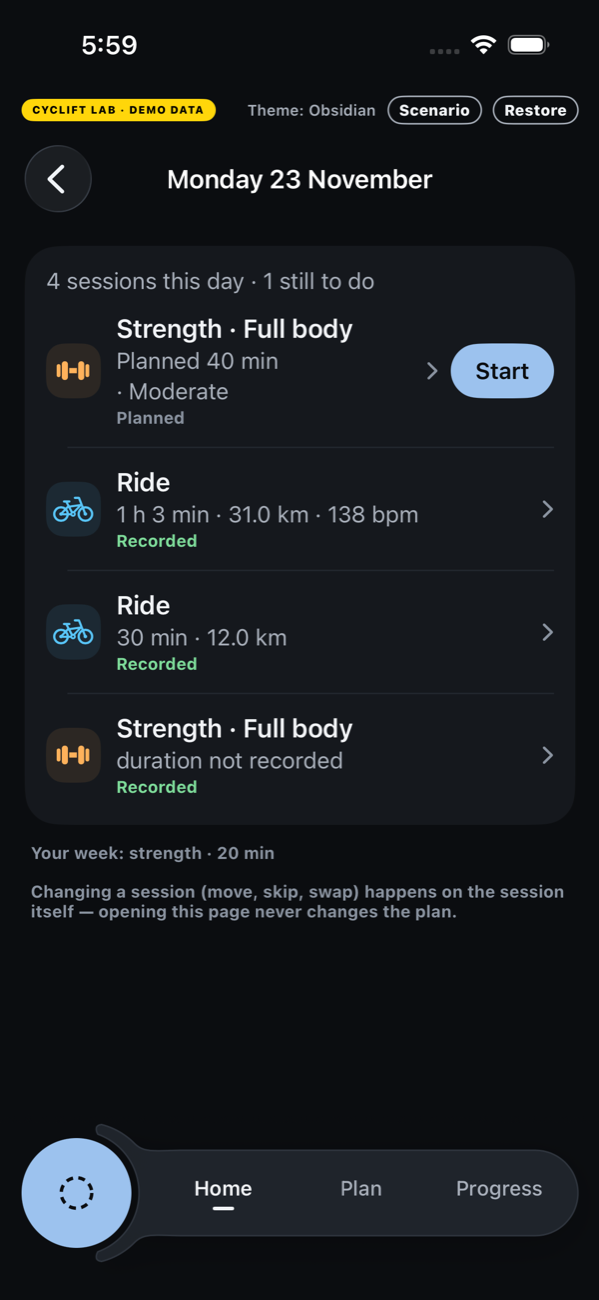 5:59
CYCLIFT LAB · DEMO DATA
Theme: Obsidian
Scenario
Restore
Monday 23 November
4 sessions this day · 1 still to do
Strength · Full body
Planned 40 min
· Moderate
Planned
Start
Ride
1 h 3 min · 31.0 km · 138 bpm
Recorded
Ride
30 min · 12.0 km
Recorded
Strength · Full body
duration not recorded
Recorded
Your week: strength · 20 min
Changing a session (move, skip, swap) happens on the session
itself — opening this page never changes the plan.
Home
Plan
Progress